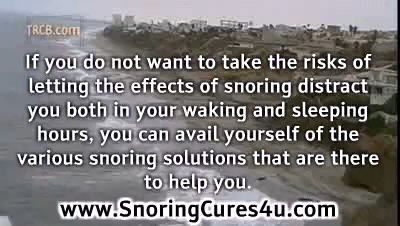 TRCB.com
If you do not want to take the risks of
letting the effects of snoring distract
you both in your waking and sleeping
hours, you can avail yourself of the
various snoring solutions that are there
to help you.
www.SnoringCures4u.com